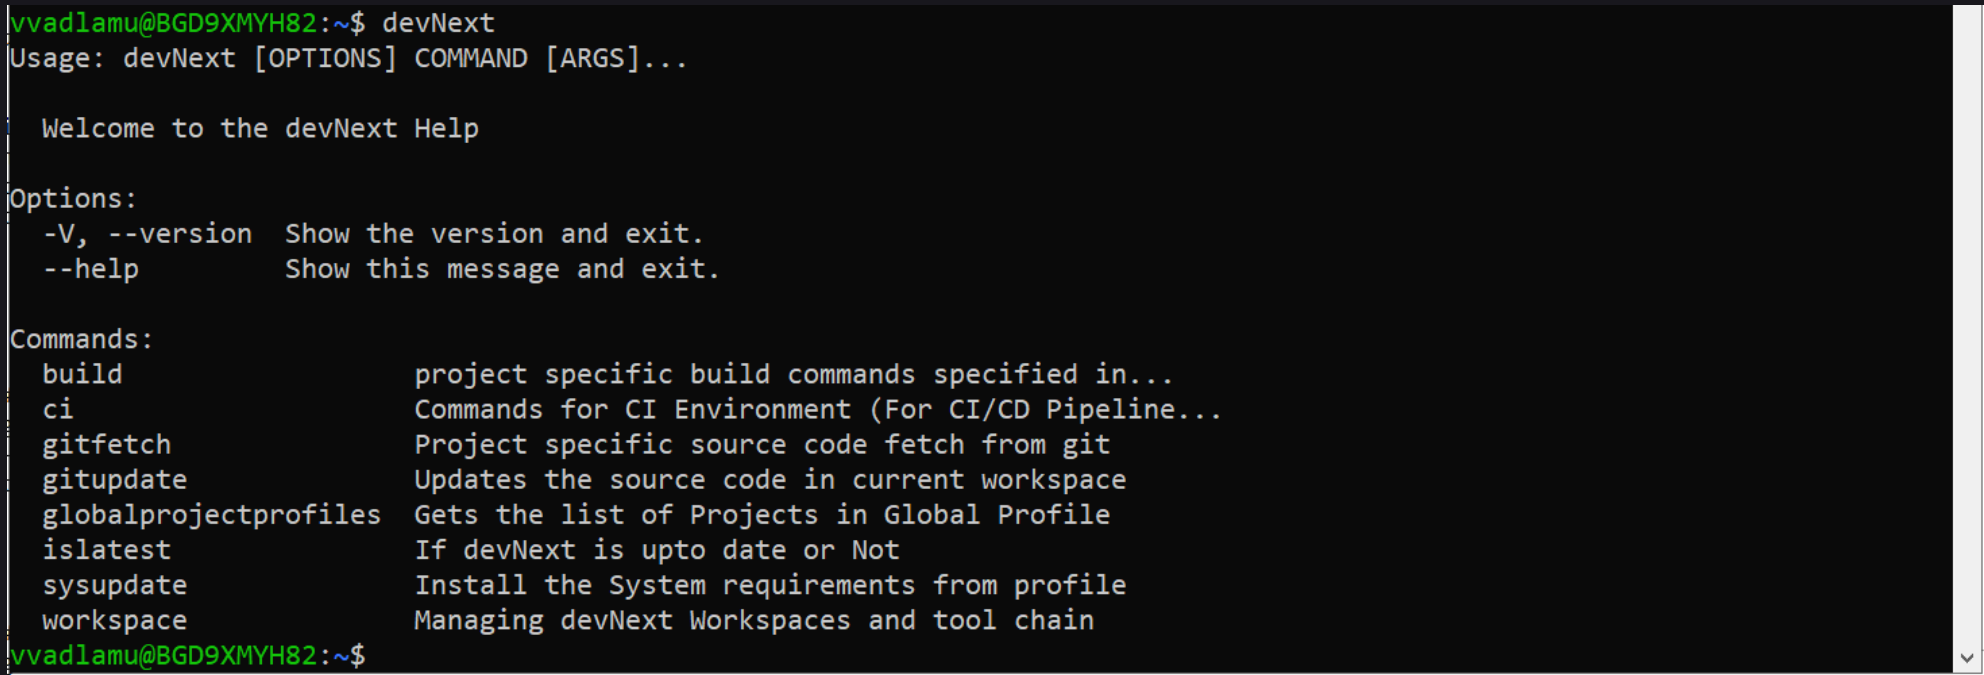 vvadlamu@BGD9XMYH82:~$ devNext
Usage: devNext [OPTIONS] COMMAND [ARGS]...
Welcome to the devNext Help
Options:
-V, --version  Show the version and exit.
--help         Show this message and exit.
Commands:
build                  project specific build commands specified in...
ci                     Commands for CI Environment (For CI/CD Pipeline...
gitfetch               Project specific source code fetch from git
gitupdate              Updates the source code in current workspace
globalprojectprofiles  Gets the list of Projects in Global Profile
islatest               If devNext is upto date or Not
sysupdate              Install the System requirements from profile
workspace              Managing devNext Workspaces and tool chain
vvadlamu@BGD9XMYH82:~$